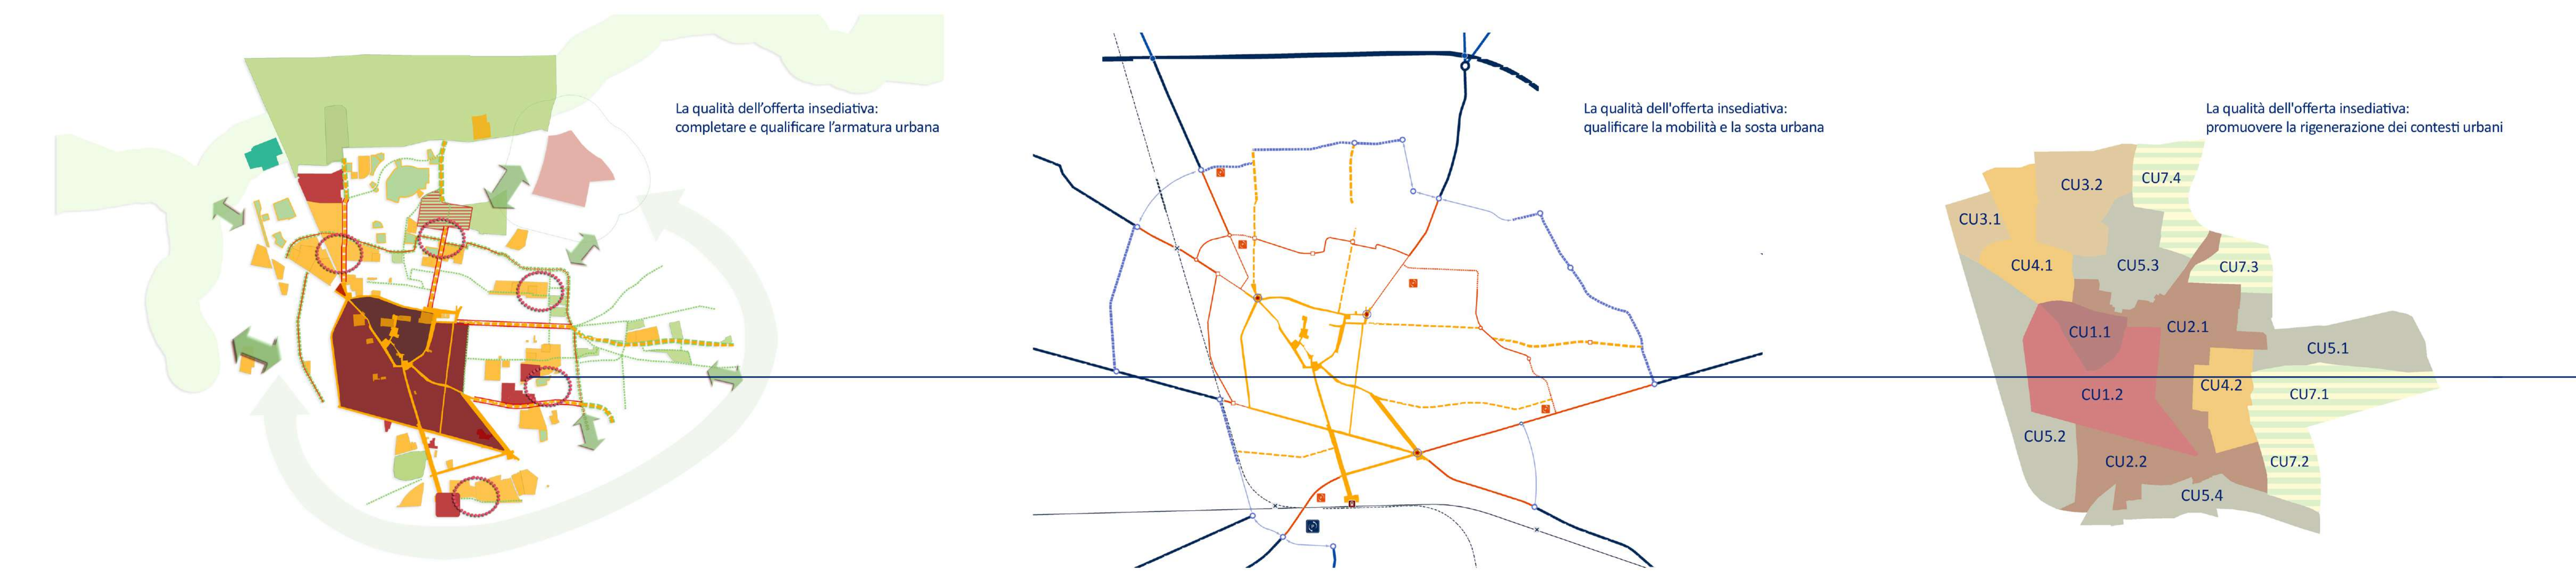 La qualità dell’offerta insediativa:
completare e qualificare l’armatura urbana
La qualità dell'offerta insediativa:
qualificare la mobilità e la sosta urbana
La qualità dell'offerta insediativa:
promuovere la rigenerazione dei contesti urbani
CU7.4
CU3.2
CU3.1
CU4.1
CU5.3
CU7.3
CU1.1
CU2.1
CU5.1
CU4.2
CU1.2
CU7.1
CU5.2
CU2.2
CU7.2
CU5.4